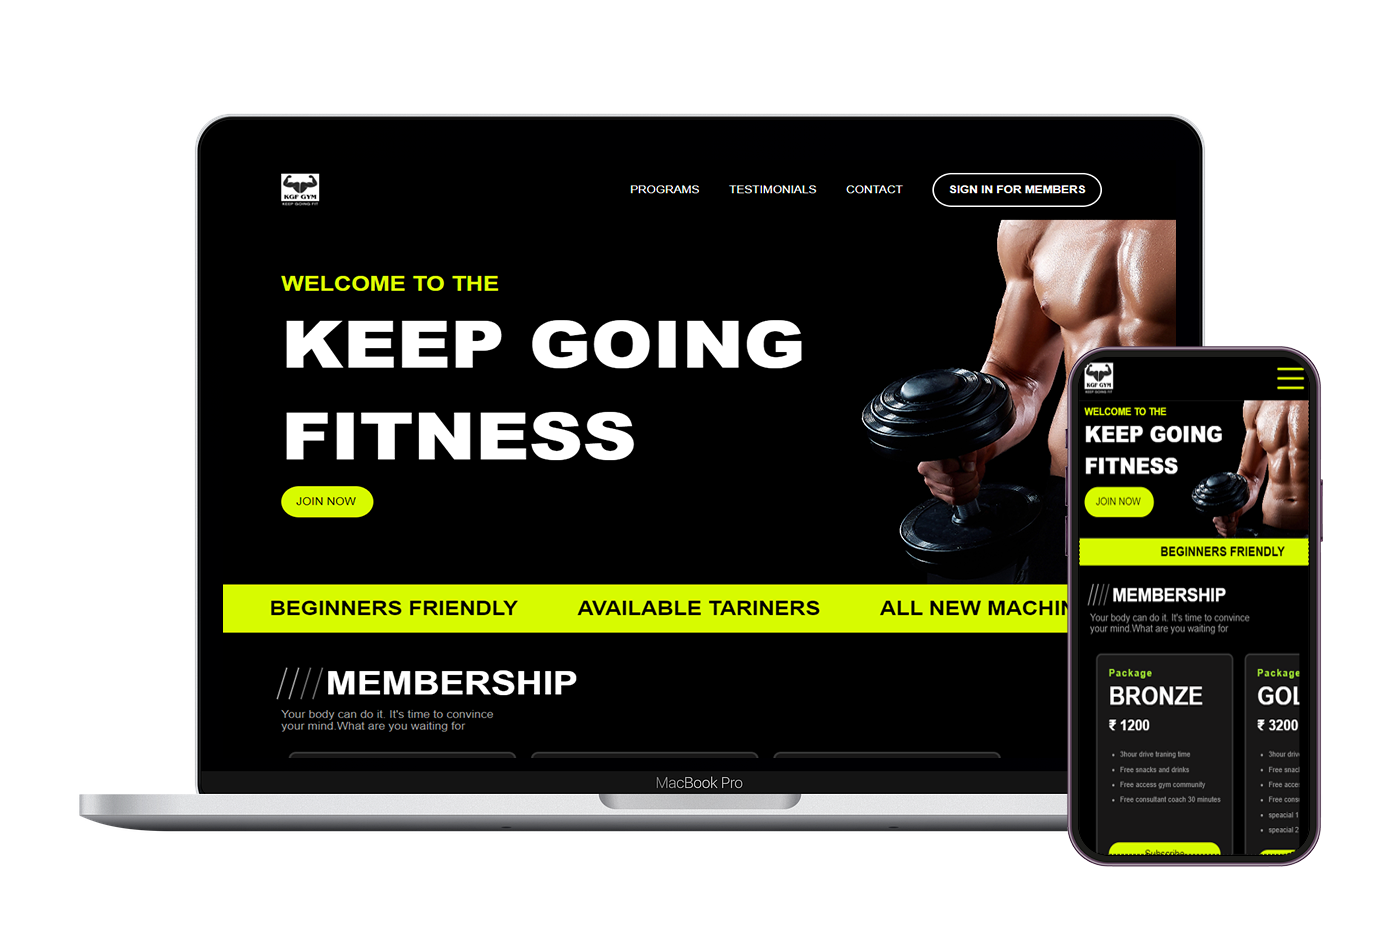 KGF GYM
KEEP GOING FIT
PROGRAMS
TESTIMONIALS
CONTACT
SIGN IN FOR MEMBERS
WELCOME TO THE
KEEP GOING
FITNESS
JOIN NOW
BEGINNERS FRIENDLY
AVAILABLE TARINERS
ALL NEW MACHIN
////MEMBERSHIP
Your body can do it. It's time to convince
your mind.What are you waiting for
MacBook Pro
KGF GYM
KEEP GOING FIT
WELCOME TO THE
KEEP GOING
FITNESS
JOIN NOW
BEGINNERS FRIENDLY
////MEMBERSHIP
Your body can do it. It's time to convince
your mind.What are you waiting for
Package
BRONZE
₹ 1200
• 3hour drive traning time
• Free snacks and drinks
• Free access gym community
• Free consultant coach 30 minutes
Subscribe
Package
GOL
₹ 3200
• 3hour driv
• Free snac
• Free acce
• Free cons
• speacial 1
• speacial 2